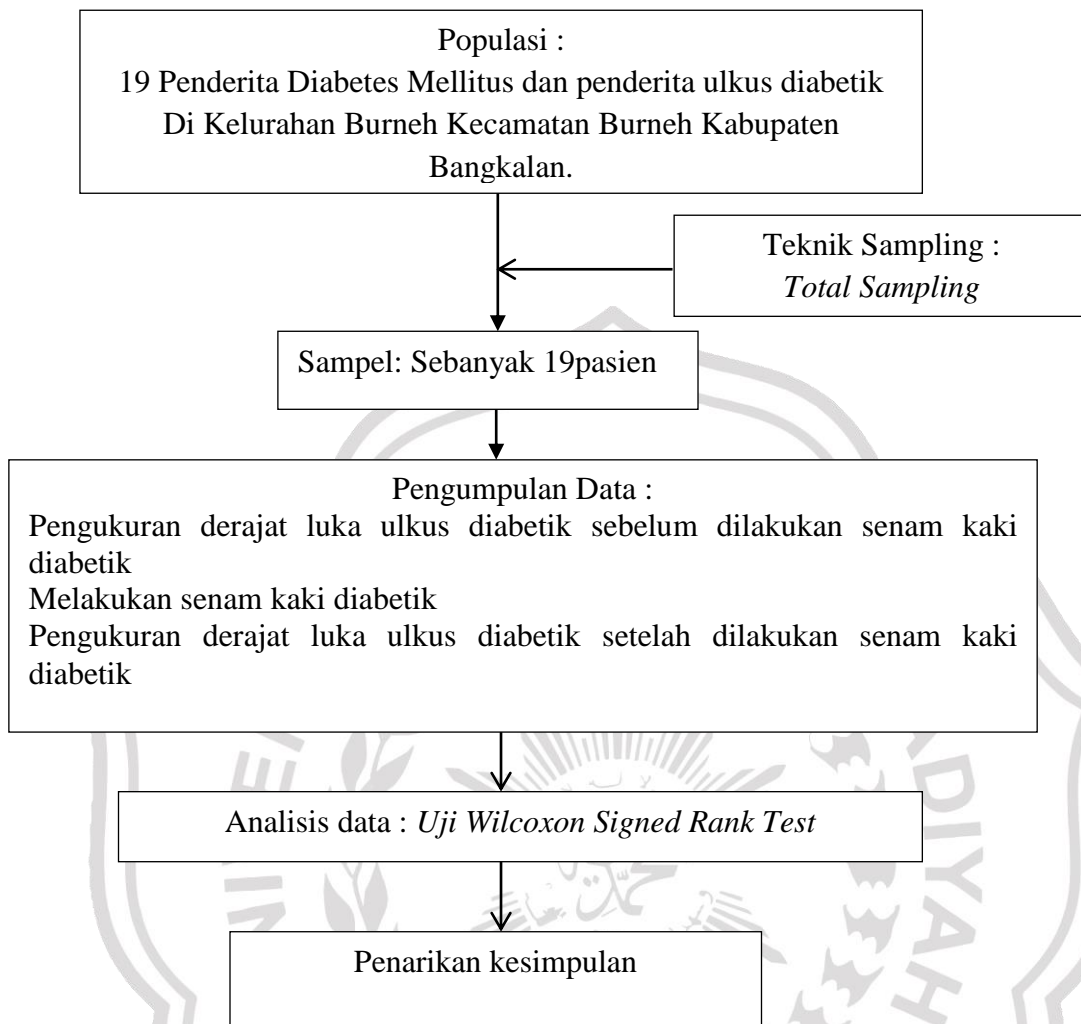 Populasi :
19 Penderita Diabetes Mellitus dan penderita ulkus diabetik
Di Kelurahan Burneh Kecamatan Burneh Kabupaten
Bangkalan.
Teknik Sampling :
Total Sampling
Sampel: Sebanyak 19pasien
Pengumpulan Data :
Pengukuran derajat luka ulkus diabetik sebelum dilakukan senam kaki
diabetik
Melakukan senam kaki diabetik
Pengukuran derajat luka ulkus diabetik setelah dilakukan senam kaki
diabetik
Analisis data : Uji Wilcoxon Signed Rank Test
Penarikan kesimpulan